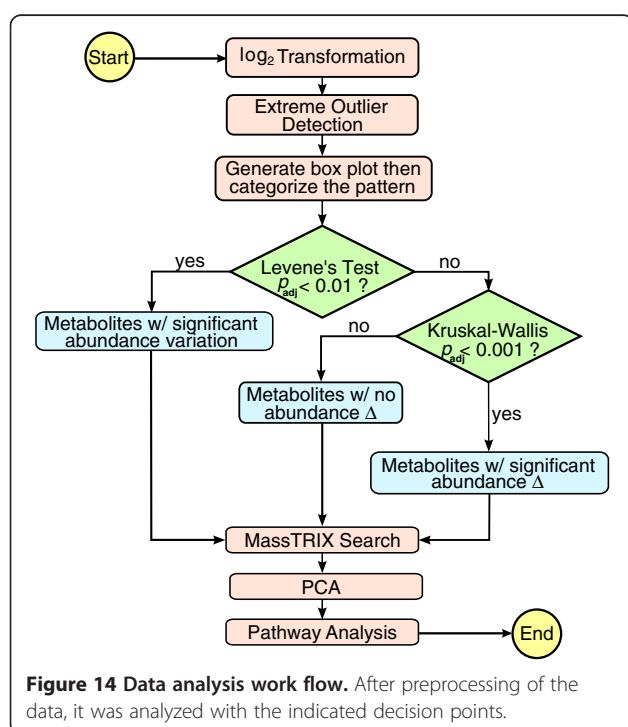 Start
log₂ Transformation
Extreme Outlier
Detection
Generate box plot then
categorize the pattern
Levene's Test
p_adj < 0.01 ?
yes
no
Metabolites w/ significant
abundance variation
Kruskal-Wallis
p_adj < 0.001 ?
no
yes
Metabolites w/ no
abundance Δ
Metabolites w/ significant
abundance Δ
MassTRIX Search
PCA
Pathway Analysis
End
Figure 14 Data analysis work flow. After preprocessing of the
data, it was analyzed with the indicated decision points.